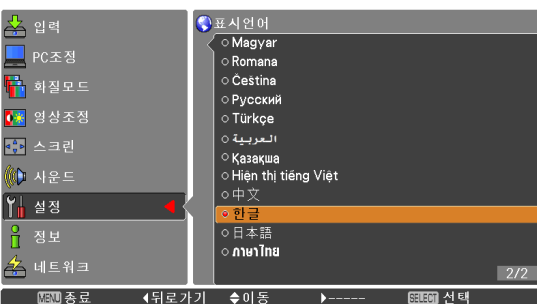 입력
PC조정
화질모드
영상조정
스크린
사운드
설정
정보
네트워크
표시언어
Magyar
Romana
Čeština
Русский
Türkçe
العربية
Қазақша
Hiện thị tiếng Việt
中文
한글
日本語
ภาษาไทย
2/2
MENU 종료 뒤로가기 이동 ----- SELECT 선택